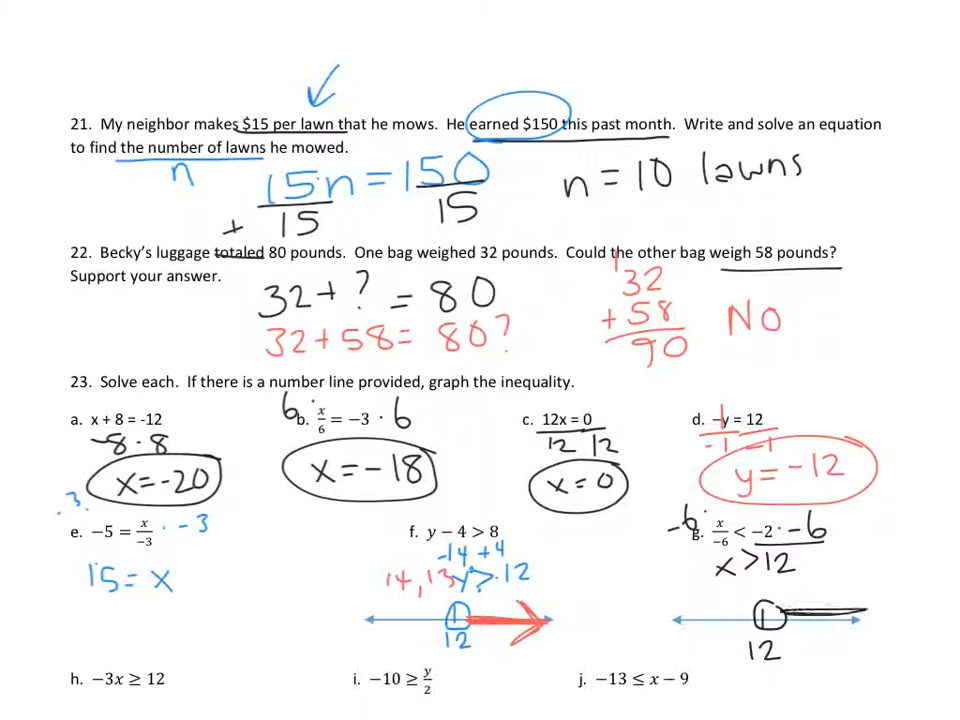 21. My neighbor makes $15 per lawn that he mows. He earned $150 this past month. Write and solve an equation
to find the number of lawns he mowed.
n 15n = 150 n = 10 lawns
÷ 15 15
22. Becky's luggage totaled 80 pounds. One bag weighed 32 pounds. Could the other bag weigh 58 pounds?
Support your answer.
32 + ? = 80
32 + 58 = 80?
1
32
+ 58
90
NO
23. Solve each. If there is a number line provided, graph the inequality.
a. x + 8 = -12
-8 -8
x = -20
6 · b. x/6 = −3 · 6
x = -18
c. 12x = 0
12 12
x = 0
d. −y = 12
-1 -1
y = -12
-3 ·
e. −5 = x/−3 · -3
15 = x
f. y − 4 > 8
+4 +4
14, 13 y > 12
12
-6 · g. x/−6 < −2 · -6
x > 12
12
h. −3x ≥ 12 i. −10 ≥ y/2 j. −13 ≤ x − 9